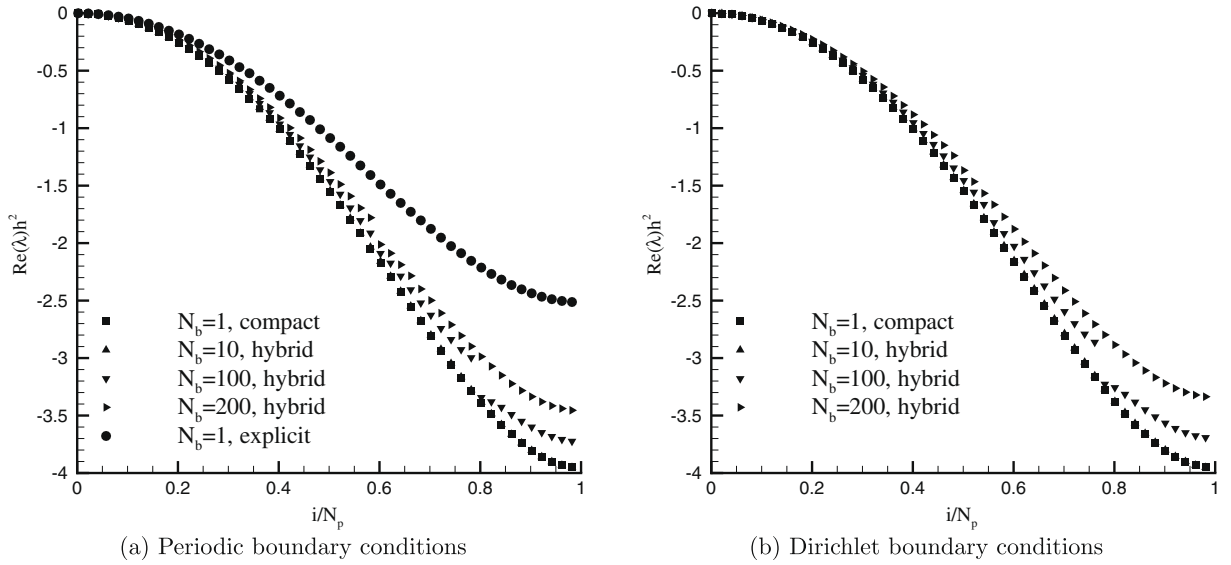 0
-0.5
-1
-1.5
-2
-2.5
-3
-3.5
-4
Re(λ)h²
N_b=1, compact
N_b=10, hybrid
N_b=100, hybrid
N_b=200, hybrid
N_b=1, explicit
0 0.2 0.4 0.6 0.8 1
i/N_p
(a) Periodic boundary conditions
0
-0.5
-1
-1.5
-2
-2.5
-3
-3.5
-4
Re(λ)h²
N_b=1, compact
N_b=10, hybrid
N_b=100, hybrid
N_b=200, hybrid
0 0.2 0.4 0.6 0.8 1
i/N_p
(b) Dirichlet boundary conditions